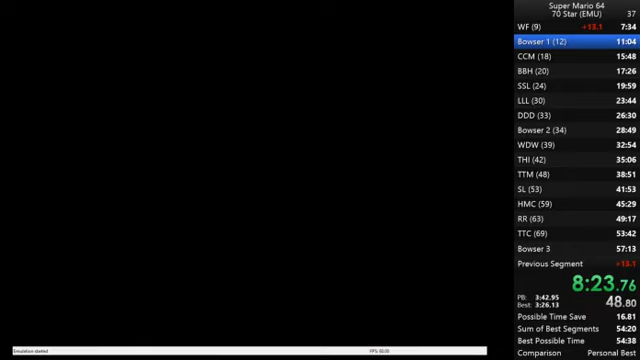 Super Mario 64
70 Star (EMU) 37
WF (9) +13.1 7:34
Bowser 1 (12) 11:04
CCM (18) 15:48
BBH (20) 17:26
SSL (24) 19:59
LLL (30) 23:44
DDD (33) 26:30
Bowser 2 (34) 28:49
WDW (39) 32:54
THI (42) 35:06
TTM (48) 38:51
SL (53) 41:53
HMC (59) 45:29
RR (63) 49:17
TTC (69) 53:42
Bowser 3 57:13
Previous Segment +13.1
8:23.76
PB: 3:42.95
Best: 3:26.13 48.80
Possible Time Save 16.81
Sum of Best Segments 54:20
Best Possible Time 54:38
Comparison Personal Best
Emulation started FPS: 60.00